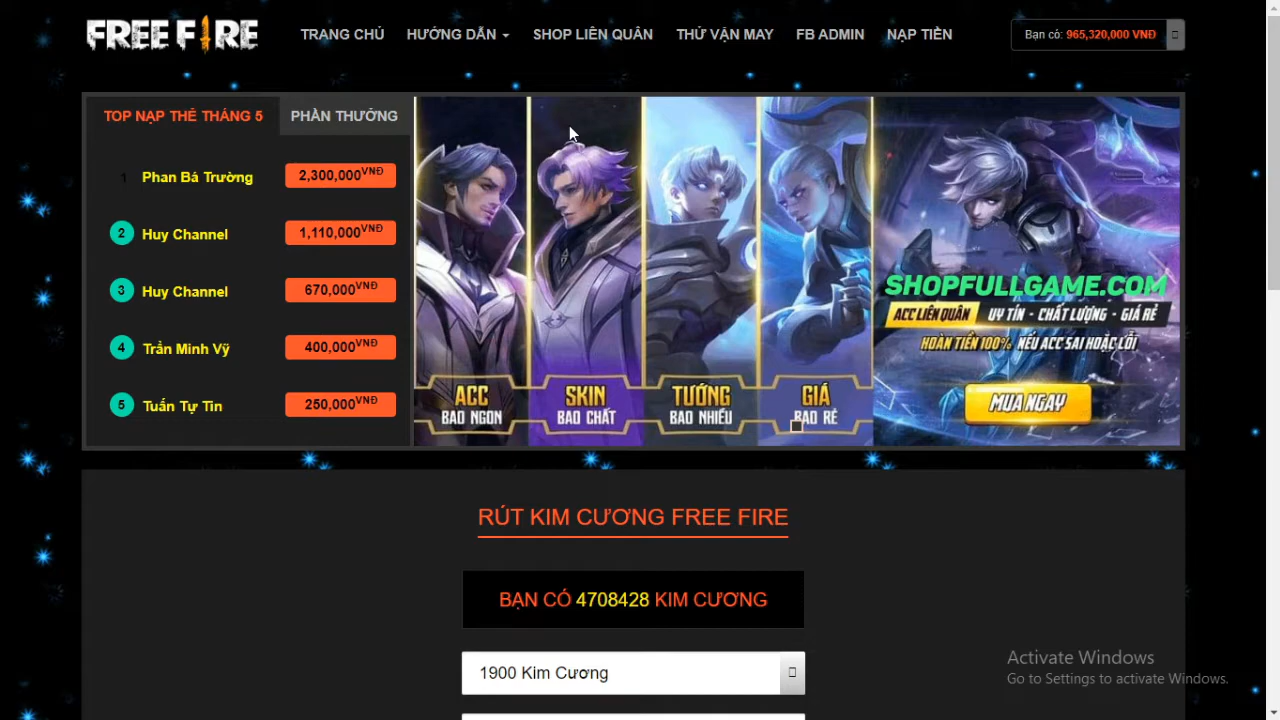 FREE FIRE
TRANG CHỦ
HƯỚNG DẪN
SHOP LIÊN QUÂN
THỬ VẬN MAY
FB ADMIN
NẠP TIỀN
Bạn có: 965,320,000 VNĐ
TOP NẠP THẺ THÁNG 5
PHẦN THƯỞNG
1 Phan Bá Trường 2,300,000VNĐ
2 Huy Channel 1,110,000VNĐ
3 Huy Channel 670,000VNĐ
4 Trần Minh Vỹ 400,000VNĐ
5 Tuấn Tự Tin 250,000VNĐ
ACC
BAO NGON
SKIN
BAO CHẤT
TƯỚNG
BAO NHIỀU
GIÁ
BAO RẺ
SHOPFULLGAME.COM
ACC LIÊN QUÂN UY TÍN - CHẤT LƯỢNG - GIÁ RẺ
HOÀN TIỀN 100% NẾU ACC SAI HOẶC LỖI
MUA NGAY
RÚT KIM CƯƠNG FREE FIRE
BẠN CÓ 4708428 KIM CƯƠNG
1900 Kim Cương
Activate Windows
Go to Settings to activate Windows.